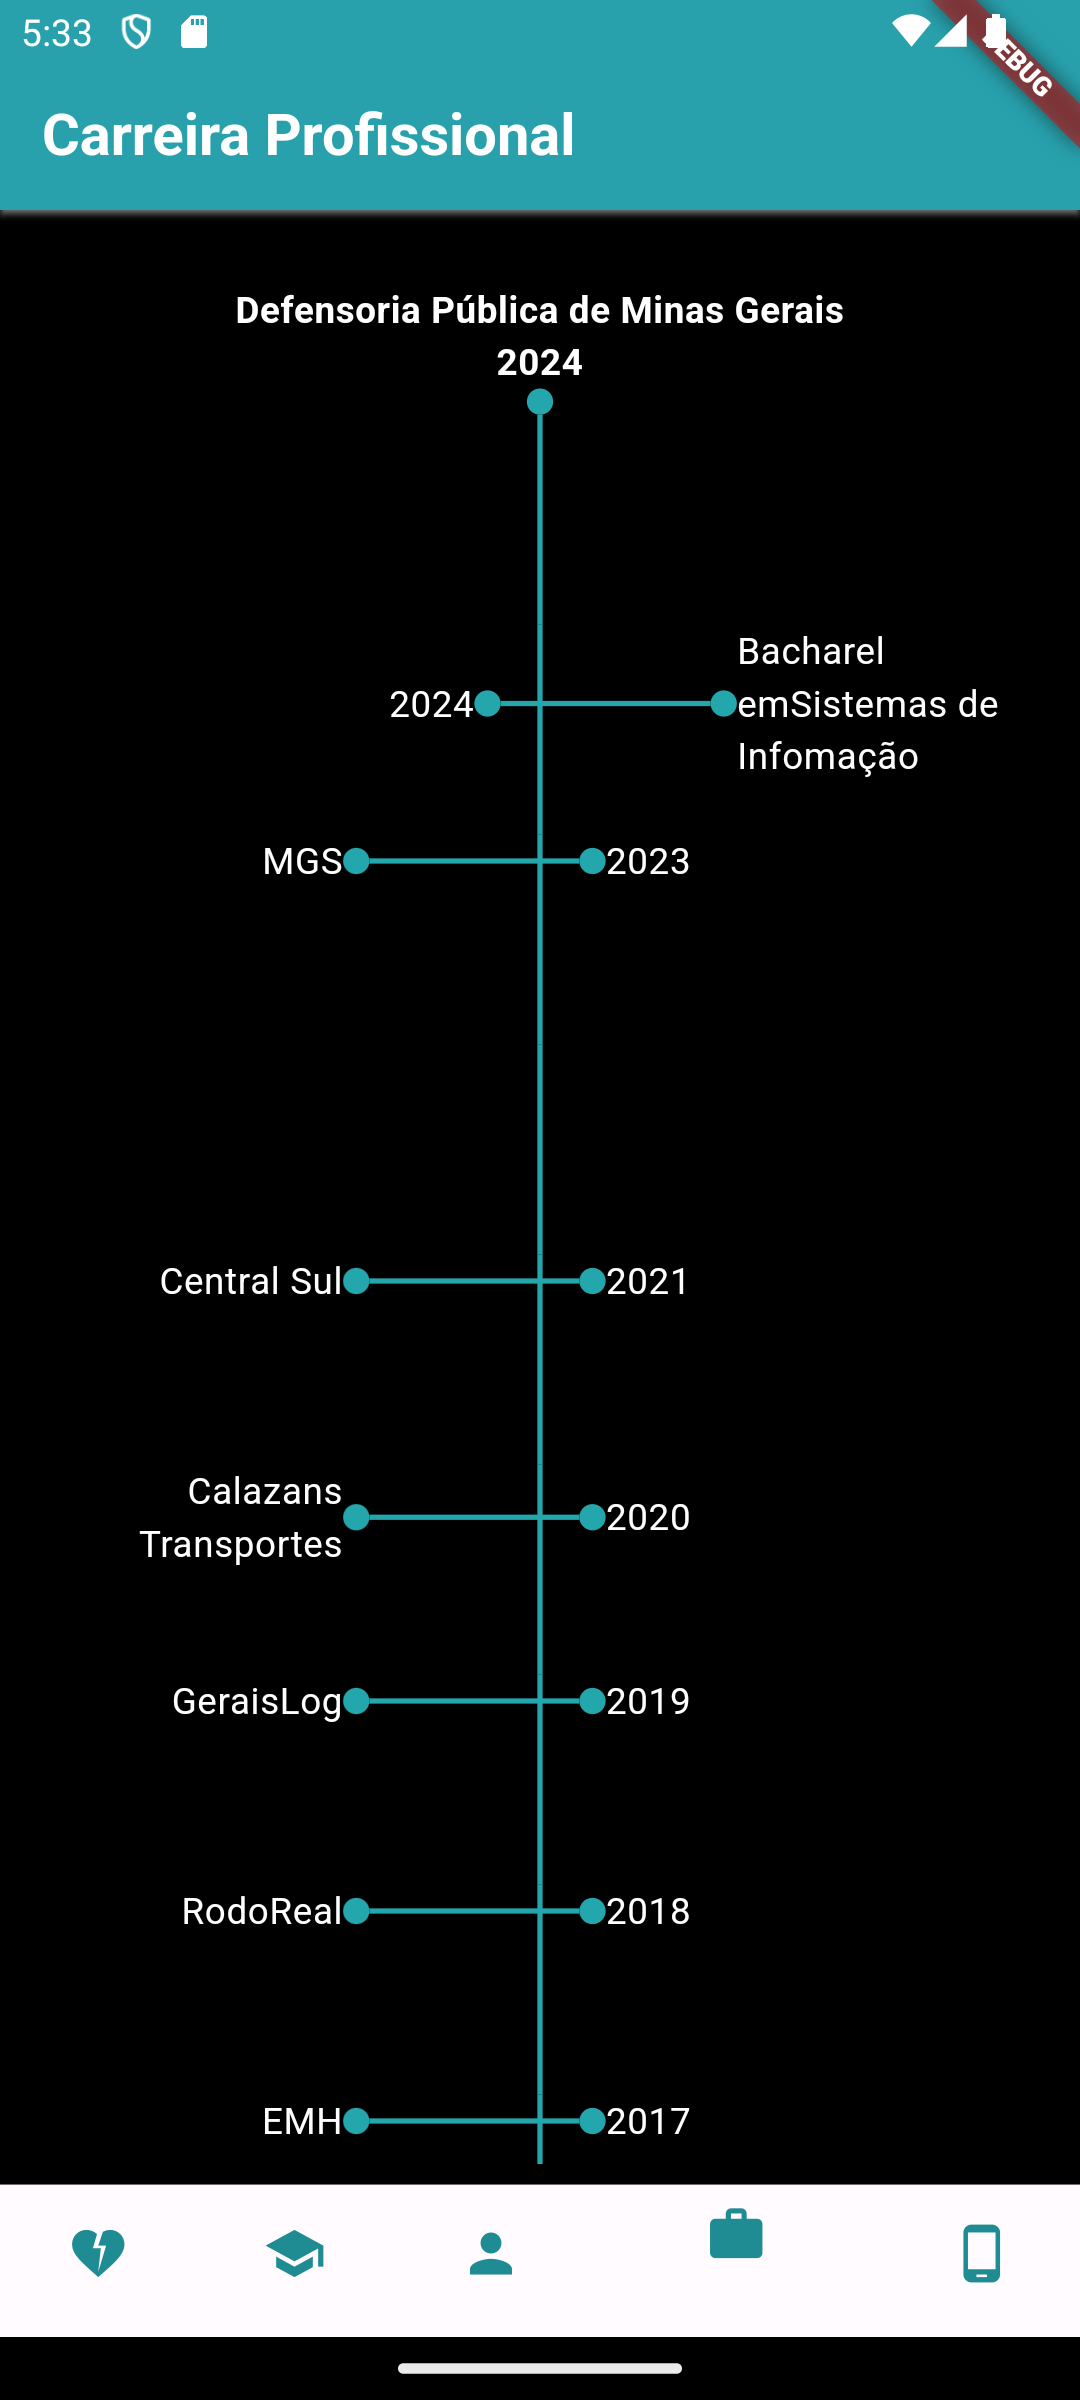 5:33
DEBUG
Carreira Profissional
Defensoria Pública de Minas Gerais
2024
Bacharel
2024 emSistemas de
Infomação
MGS 2023
Central Sul 2021
Calazans
Transportes 2020
GeraisLog 2019
RodoReal 2018
EMH 2017